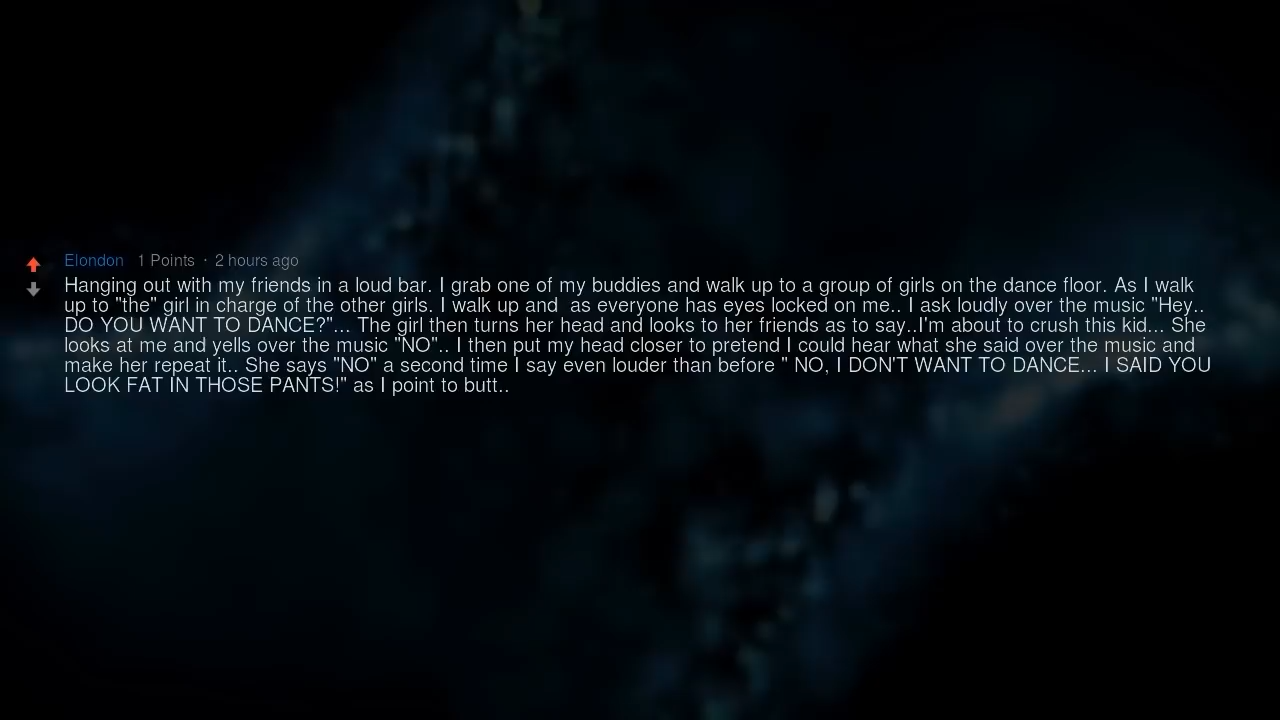 Elondon 1 Points · 2 hours ago
Hanging out with my friends in a loud bar. I grab one of my buddies and walk up to a group of girls on the dance floor. As I walk
up to "the" girl in charge of the other girls. I walk up and  as everyone has eyes locked on me.. I ask loudly over the music "Hey..
DO YOU WANT TO DANCE?"... The girl then turns her head and looks to her friends as to say..I'm about to crush this kid... She
looks at me and yells over the music "NO".. I then put my head closer to pretend I could hear what she said over the music and
make her repeat it.. She says "NO" a second time I say even louder than before " NO, I DON'T WANT TO DANCE... I SAID YOU
LOOK FAT IN THOSE PANTS!" as I point to butt..